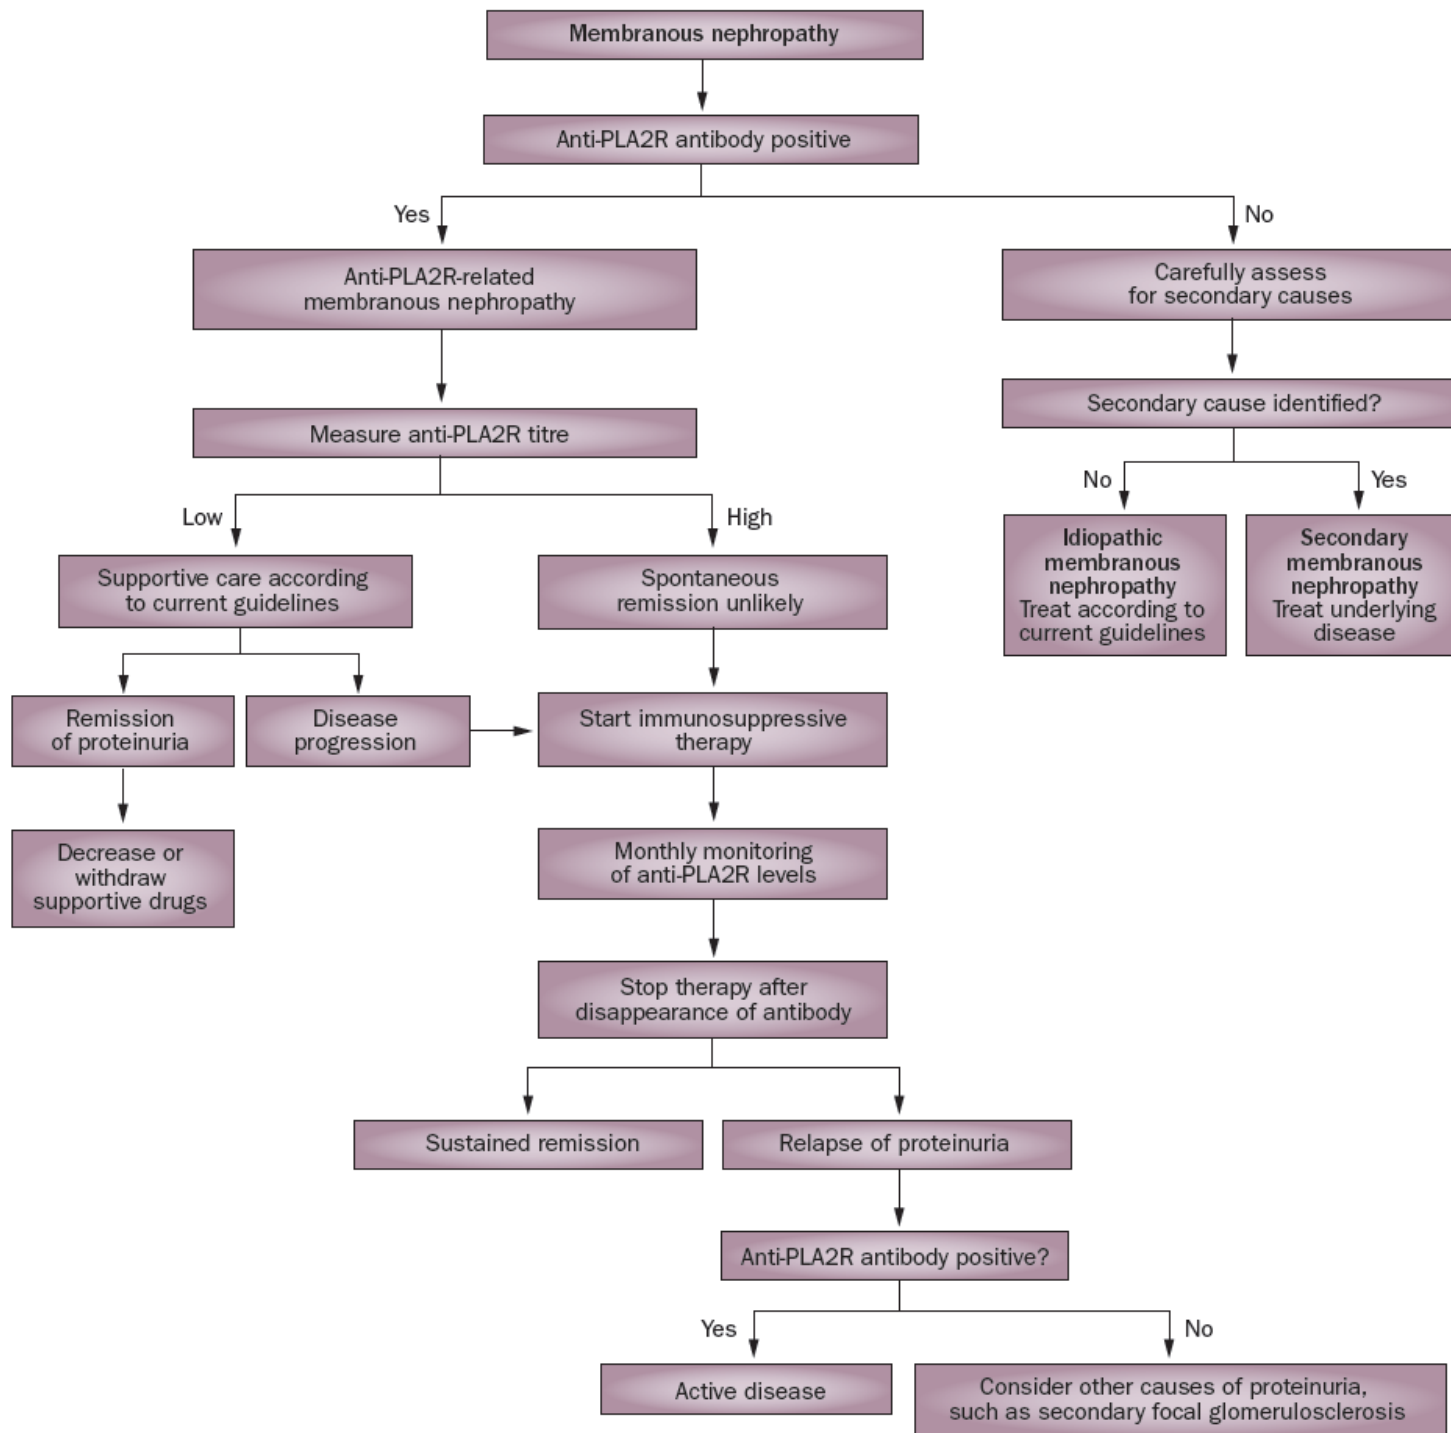 Membranous nephropathy
Anti-PLA2R antibody positive
Yes
No
Anti-PLA2R-related
membranous nephropathy
Carefully assess
for secondary causes
Measure anti-PLA2R titre
Secondary cause identified?
Low
High
No
Yes
Supportive care according
to current guidelines
Spontaneous
remission unlikely
Idiopathic
membranous
nephropathy
Treat according to
current guidelines
Secondary
membranous
nephropathy
Treat underlying
disease
Remission
of proteinuria
Disease
progression
Start immunosuppressive
therapy
Decrease or
withdraw
supportive drugs
Monthly monitoring
of anti-PLA2R levels
Stop therapy after
disappearance of antibody
Sustained remission
Relapse of proteinuria
Anti-PLA2R antibody positive?
Yes
No
Active disease
Consider other causes of proteinuria,
such as secondary focal glomerulosclerosis